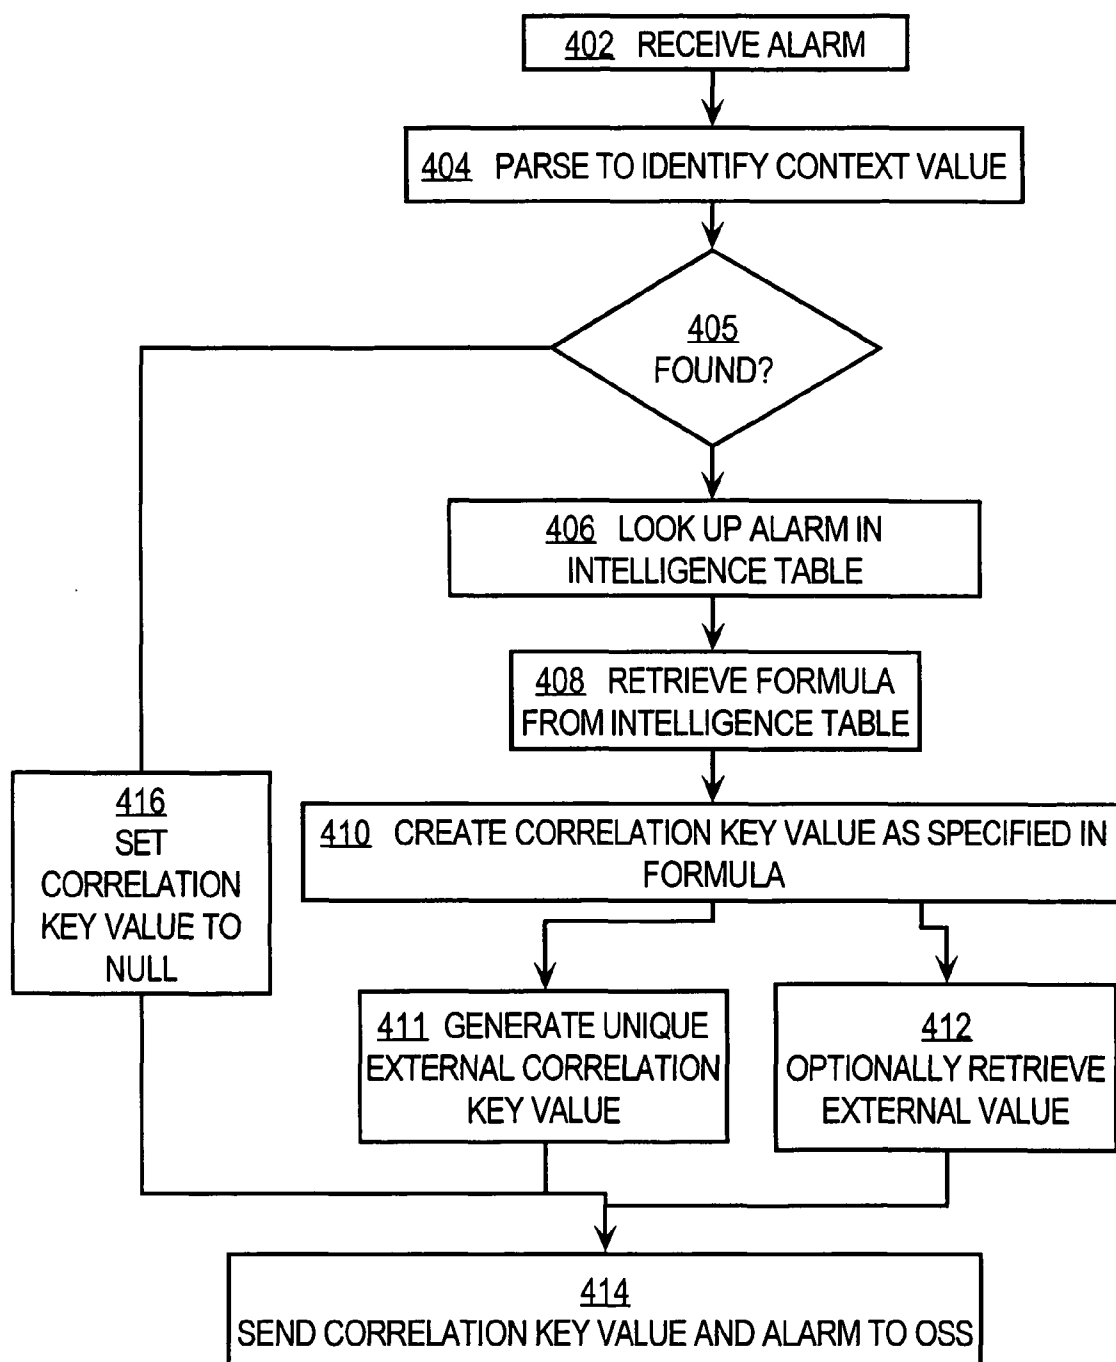 402 RECEIVE ALARM
404 PARSE TO IDENTIFY CONTEXT VALUE
405
FOUND?
406 LOOK UP ALARM IN
INTELLIGENCE TABLE
408 RETRIEVE FORMULA
FROM INTELLIGENCE TABLE
416
SET
CORRELATION
KEY VALUE TO
NULL
410 CREATE CORRELATION KEY VALUE AS SPECIFIED IN
FORMULA
411 GENERATE UNIQUE
EXTERNAL CORRELATION
KEY VALUE
412
OPTIONALLY RETRIEVE
EXTERNAL VALUE
414
SEND CORRELATION KEY VALUE AND ALARM TO OSS